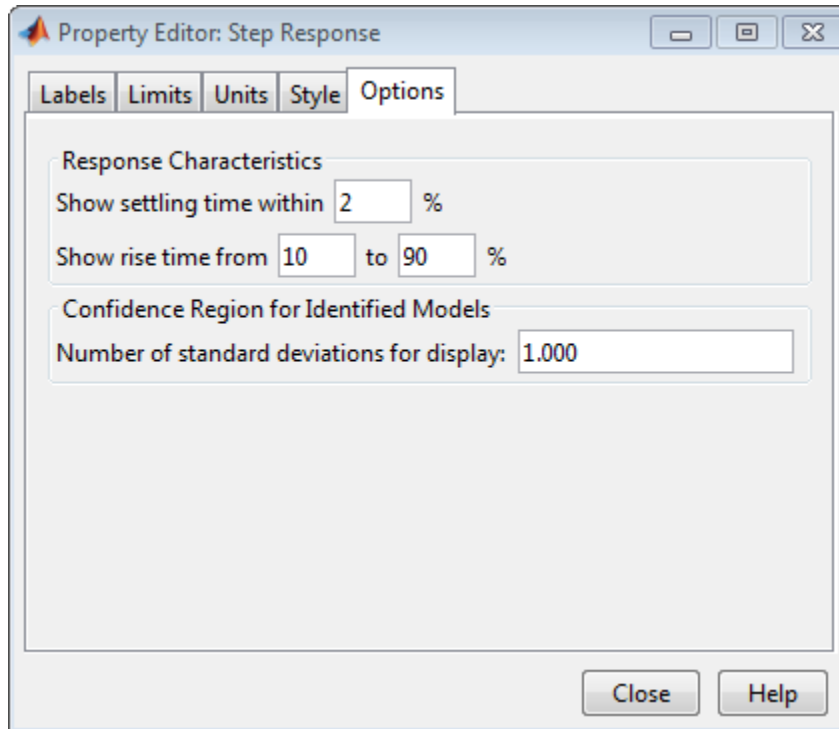 Property Editor: Step Response
Labels Limits Units Style Options
Response Characteristics
Show settling time within 2 %
Show rise time from 10 to 90 %
Confidence Region for Identified Models
Number of standard deviations for display: 1.000
Close Help